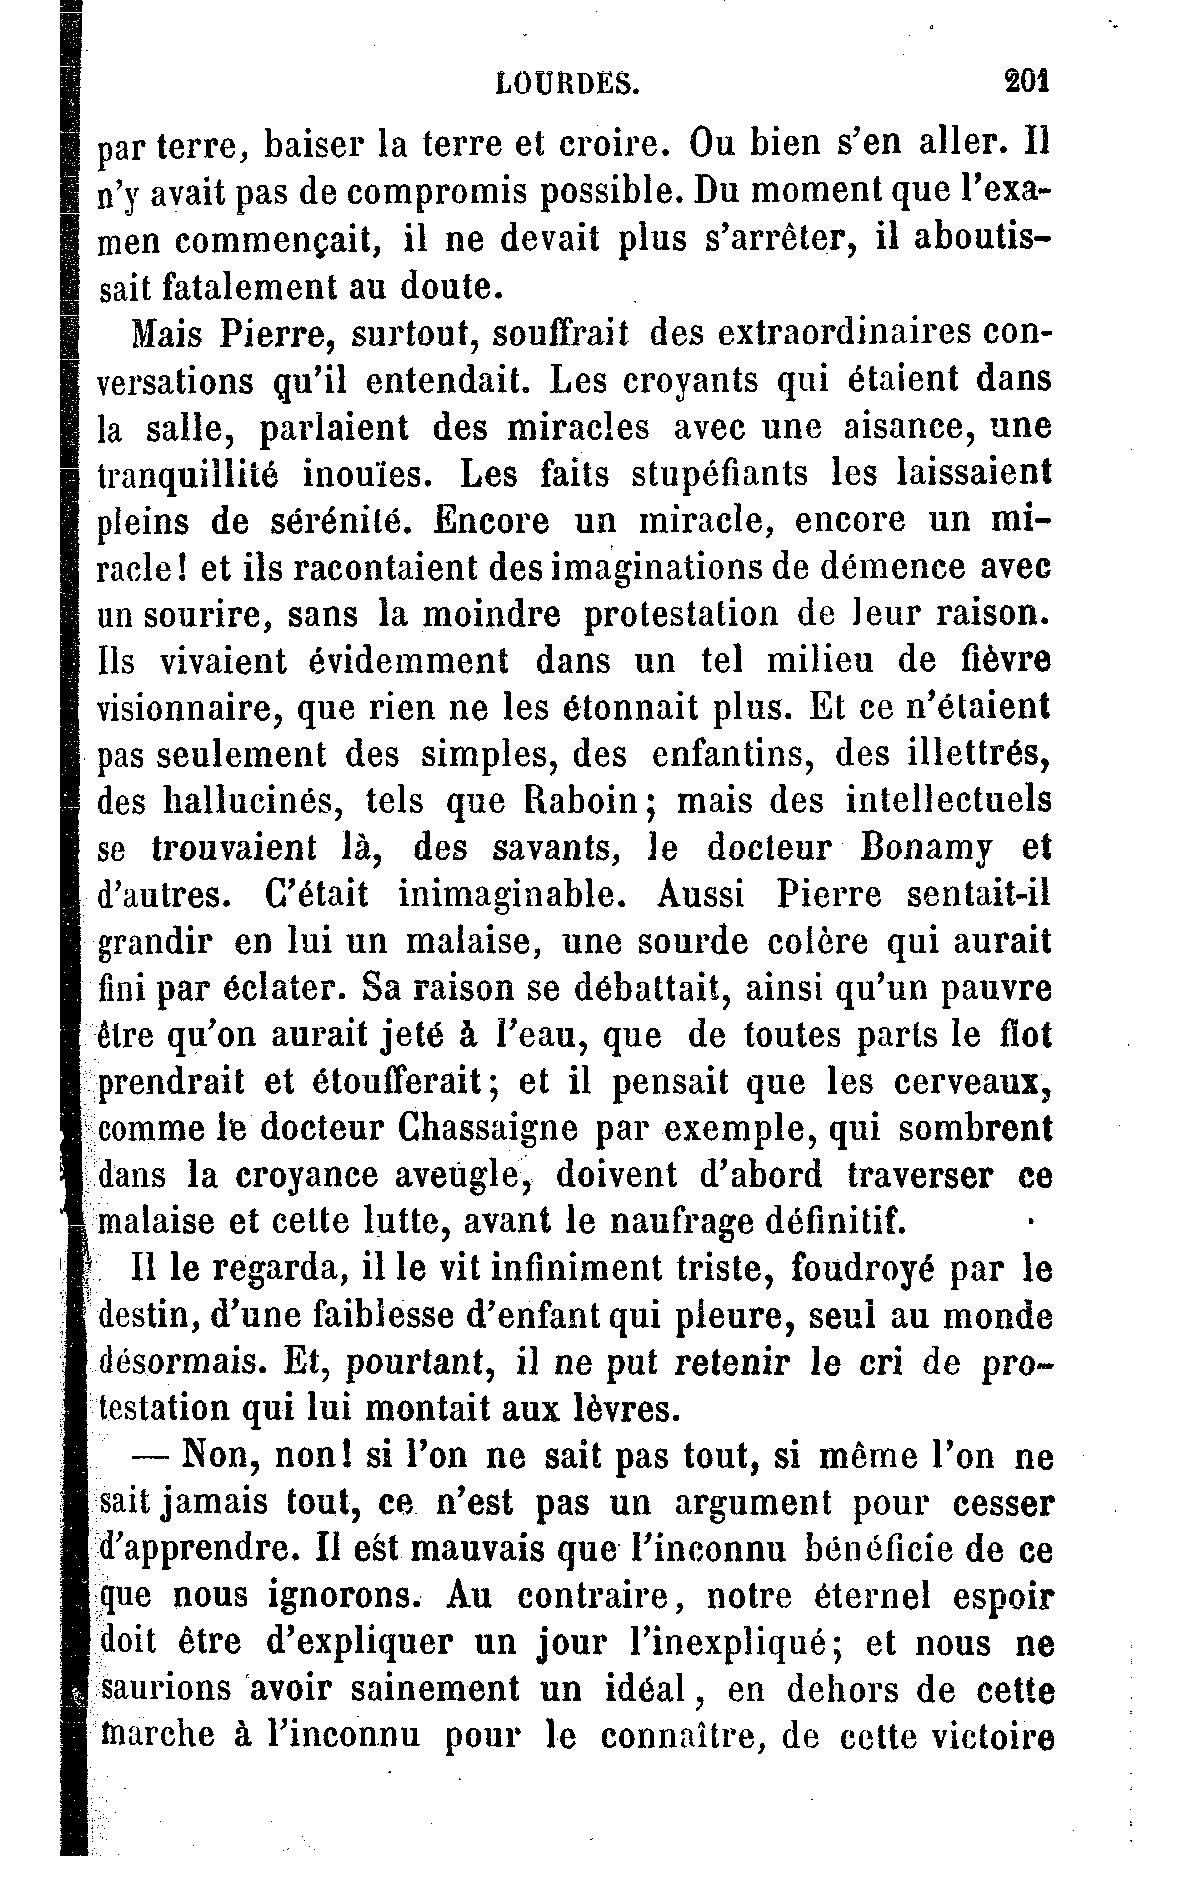 LOURDES. 201
par terre, baiser la terre et croire. Ou bien s'en aller. Il
n'y avait pas de compromis possible. Du moment que l'exa-
men commençait, il ne devait plus s'arrêter, il aboutis-
sait fatalement au doute.
Mais Pierre, surtout, souffrait des extraordinaires con-
versations qu'il entendait. Les croyants qui étaient dans
la salle, parlaient des miracles avec une aisance, une
tranquillité inouïes. Les faits stupéfiants les laissaient
pleins de sérénité. Encore un miracle, encore un mi-
racle! et ils racontaient des imaginations de démence avec
un sourire, sans la moindre protestation de leur raison.
Ils vivaient évidemment dans un tel milieu de fièvre
visionnaire, que rien ne les étonnait plus. Et ce n'étaient
pas seulement des simples, des enfantins, des illettrés,
des hallucinés, tels que Raboin; mais des intellectuels
se trouvaient là, des savants, le docteur Bonamy et
d'autres. C'était inimaginable. Aussi Pierre sentait-il
grandir en lui un malaise, une sourde colère qui aurait
fini par éclater. Sa raison se débattait, ainsi qu'un pauvre
être qu'on aurait jeté à l'eau, que de toutes parts le flot
prendrait et étoufferait; et il pensait que les cerveaux,
comme le docteur Chassaigne par exemple, qui sombrent
dans la croyance aveugle, doivent d'abord traverser ce
malaise et cette lutte, avant le naufrage définitif.
Il le regarda, il le vit infiniment triste, foudroyé par le
destin, d'une faiblesse d'enfant qui pleure, seul au monde
désormais. Et, pourtant, il ne put retenir le cri de pro-
testation qui lui montait aux lèvres.
— Non, non! si l'on ne sait pas tout, si même l'on ne
sait jamais tout, ce n'est pas un argument pour cesser
d'apprendre. Il est mauvais que l'inconnu bénéficie de ce
que nous ignorons. Au contraire, notre éternel espoir
doit être d'expliquer un jour l'inexpliqué; et nous ne
saurions avoir sainement un idéal, en dehors de cette
marche à l'inconnu pour le connaître, de cette victoire